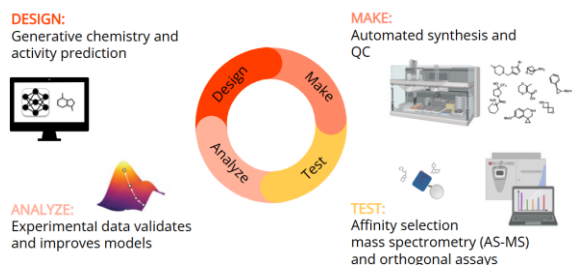 DESIGN:
Generative chemistry and
activity prediction
MAKE:
Automated synthesis and
QC
Design
Make
Analyze
Test
ANALYZE:
Experimental data validates
and improves models
TEST:
Affinity selection
mass spectrometry (AS-MS)
and orthogonal assays